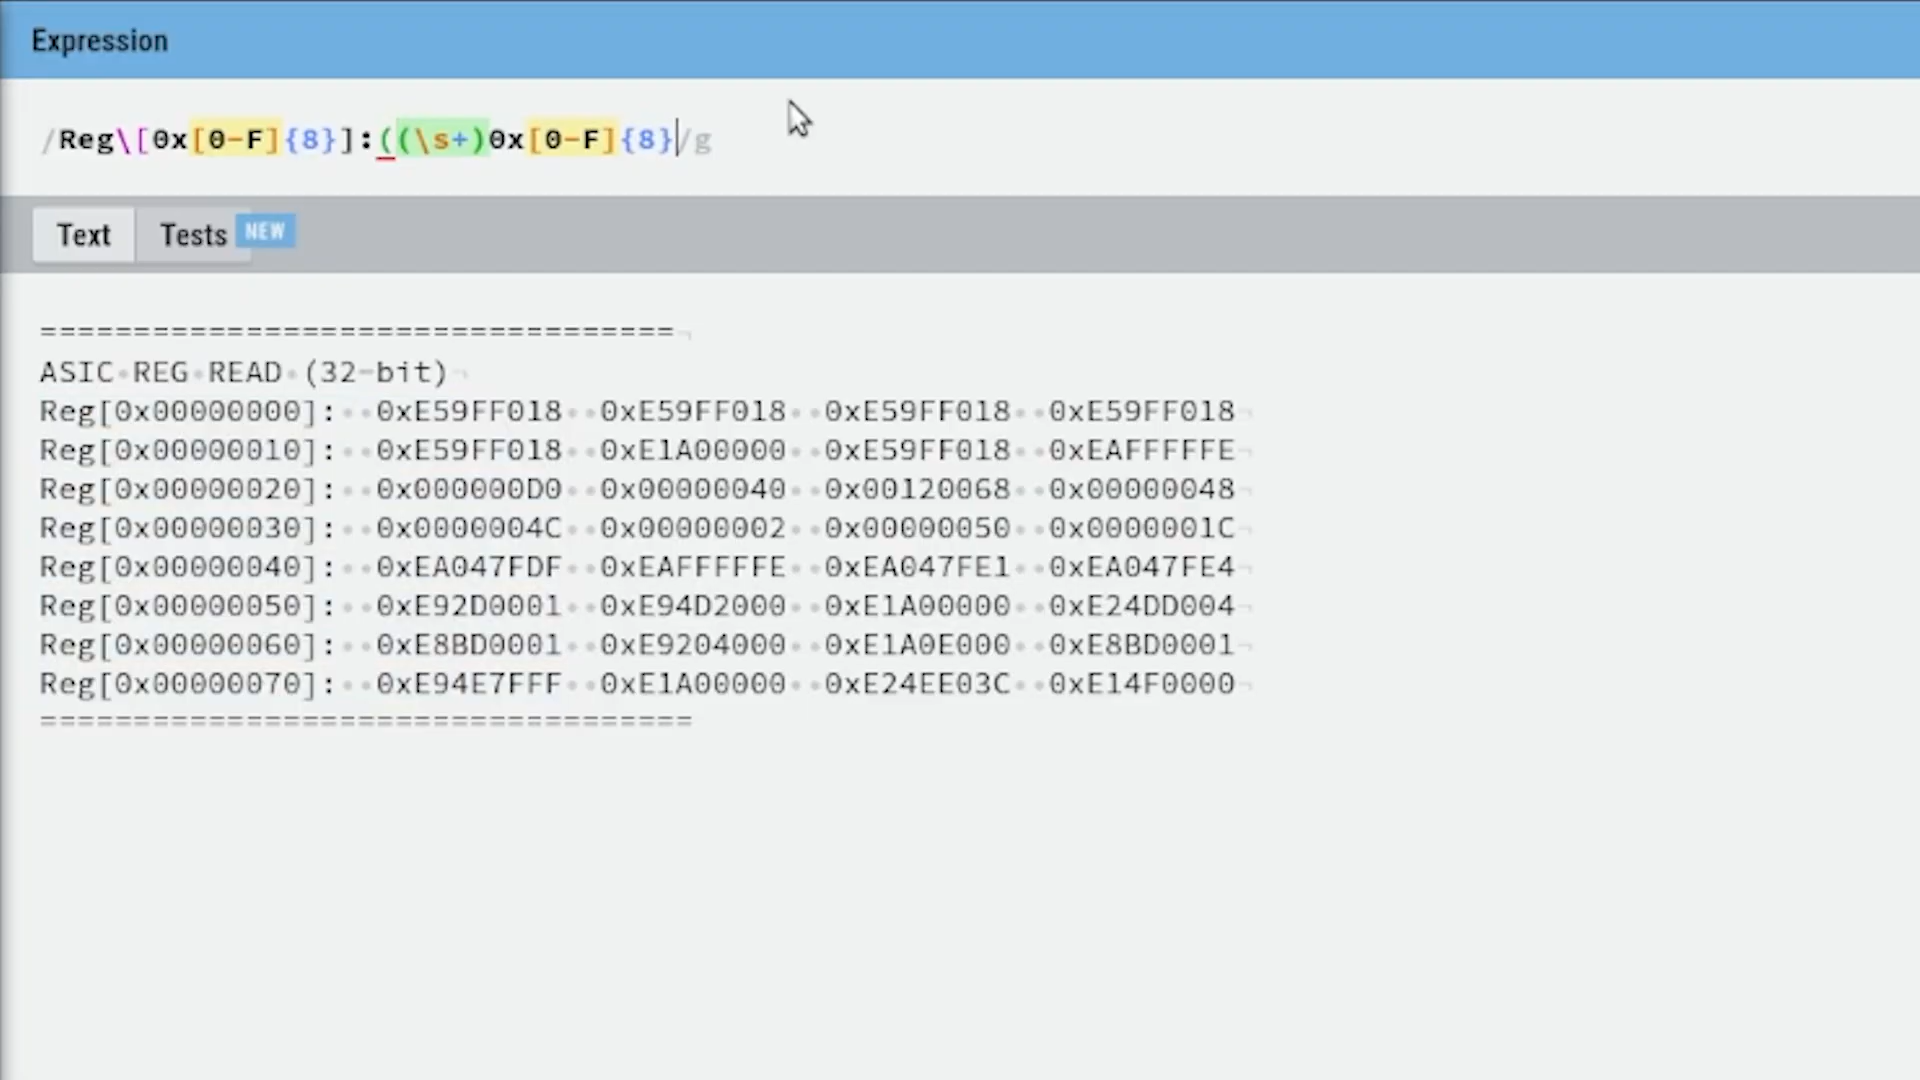 Expression
/Reg\[0x[0-F]{8}]:((\s+)0x[0-F]{8}/g
Text Tests NEW
==================================
ASIC REG READ (32-bit)
Reg[0x00000000]:  0xE59FF018  0xE59FF018  0xE59FF018  0xE59FF018
Reg[0x00000010]:  0xE59FF018  0xE1A00000  0xE59FF018  0xEAFFFFFE
Reg[0x00000020]:  0x000000D0  0x00000040  0x00120068  0x00000048
Reg[0x00000030]:  0x0000004C  0x00000002  0x00000050  0x0000001C
Reg[0x00000040]:  0xEA047FDF  0xEAFFFFFE  0xEA047FE1  0xEA047FE4
Reg[0x00000050]:  0xE92D0001  0xE94D2000  0xE1A00000  0xE24DD004
Reg[0x00000060]:  0xE8BD0001  0xE9204000  0xE1A0E000  0xE8BD0001
Reg[0x00000070]:  0xE94E7FFF  0xE1A00000  0xE24EE03C  0xE14F0000
===================================